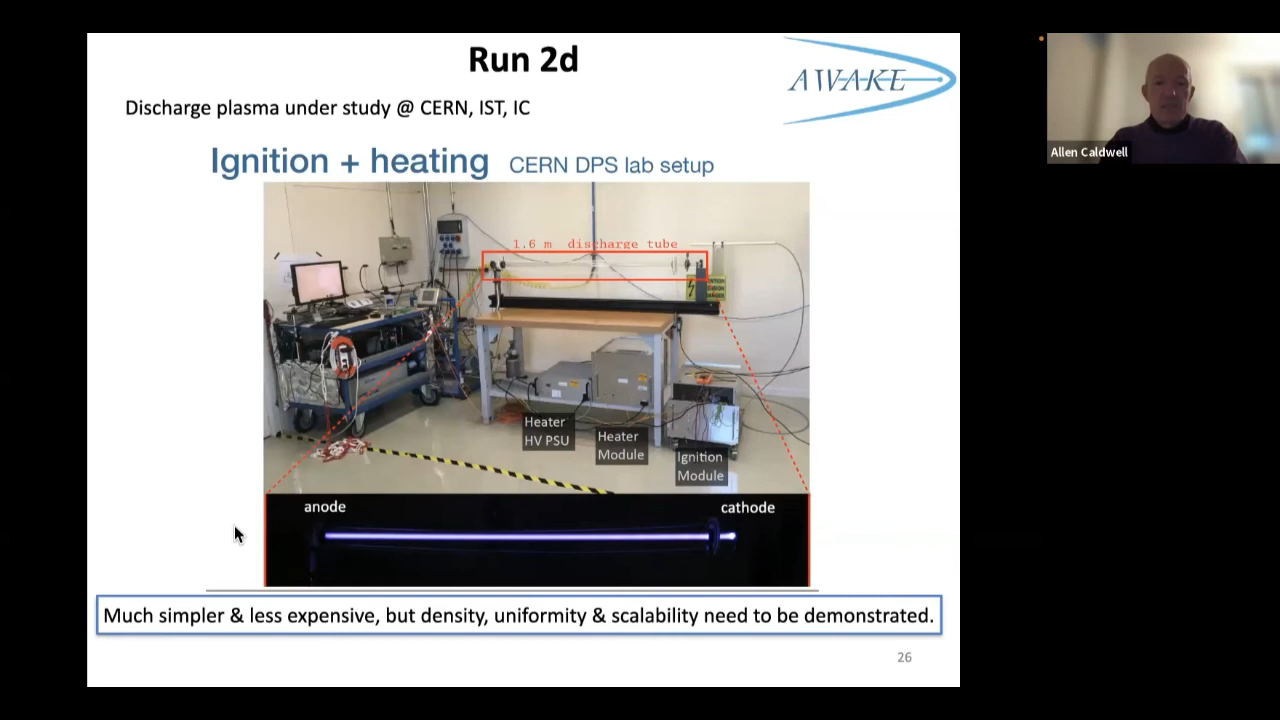 Run 2d
AWAKE
Discharge plasma under study @ CERN, IST, IC
Ignition + heating CERN DPS lab setup
1.6 m discharge tube
Heater
HV PSU
Heater
Module
Ignition
Module
anode
cathode
Much simpler & less expensive, but density, uniformity & scalability need to be demonstrated.
26
Allen Caldwell